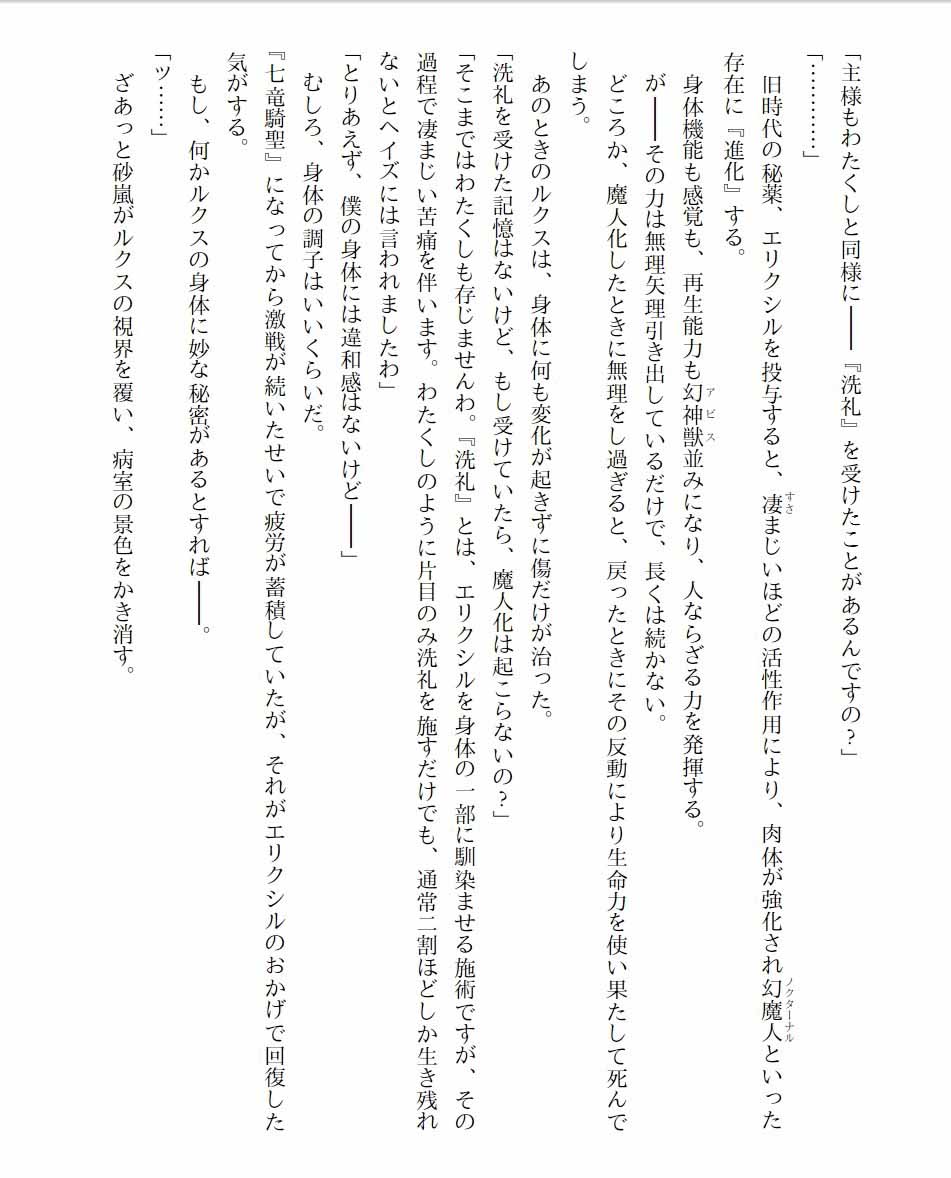 「主様もわたくしと同様に――『洗礼』を受けたことがあるんですの？」
「…………」
旧時代の秘薬、エリクシルを投与すると、凄まじいほどの活性作用により、肉体が強化され幻魔人といった
存在に『進化』する。
身体機能も感覚も、再生能力も幻神獣並みになり、人ならざる力を発揮する。
が――その力は無理矢理引き出しているだけで、長くは続かない。
どころか、魔人化したときに無理をし過ぎると、戻ったときにその反動により生命力を使い果たして死んで
しまう。
あのときのルクスは、身体に何も変化が起きずに傷だけが治った。
「洗礼を受けた記憶はないけど、もし受けていたら、魔人化は起こらないの？」
「そこまではわたくしも存じませんわ。『洗礼』とは、エリクシルを身体の一部に馴染ませる施術ですが、その
過程で凄まじい苦痛を伴います。わたくしのように片目のみ洗礼を施すだけでも、通常二割ほどしか生き残れ
ないとヘイズには言われましたわ」
「とりあえず、僕の身体には違和感はないけど――」
むしろ、身体の調子はいいくらいだ。
『七竜騎聖』になってから激戦が続いたせいで疲労が蓄積していたが、それがエリクシルのおかげで回復した
気がする。
もし、何かルクスの身体に妙な秘密があるとすれば――。
「ッ……」
ざあっと砂嵐がルクスの視界を覆い、病室の景色をかき消す。
すさ
ノクターナル
アビス